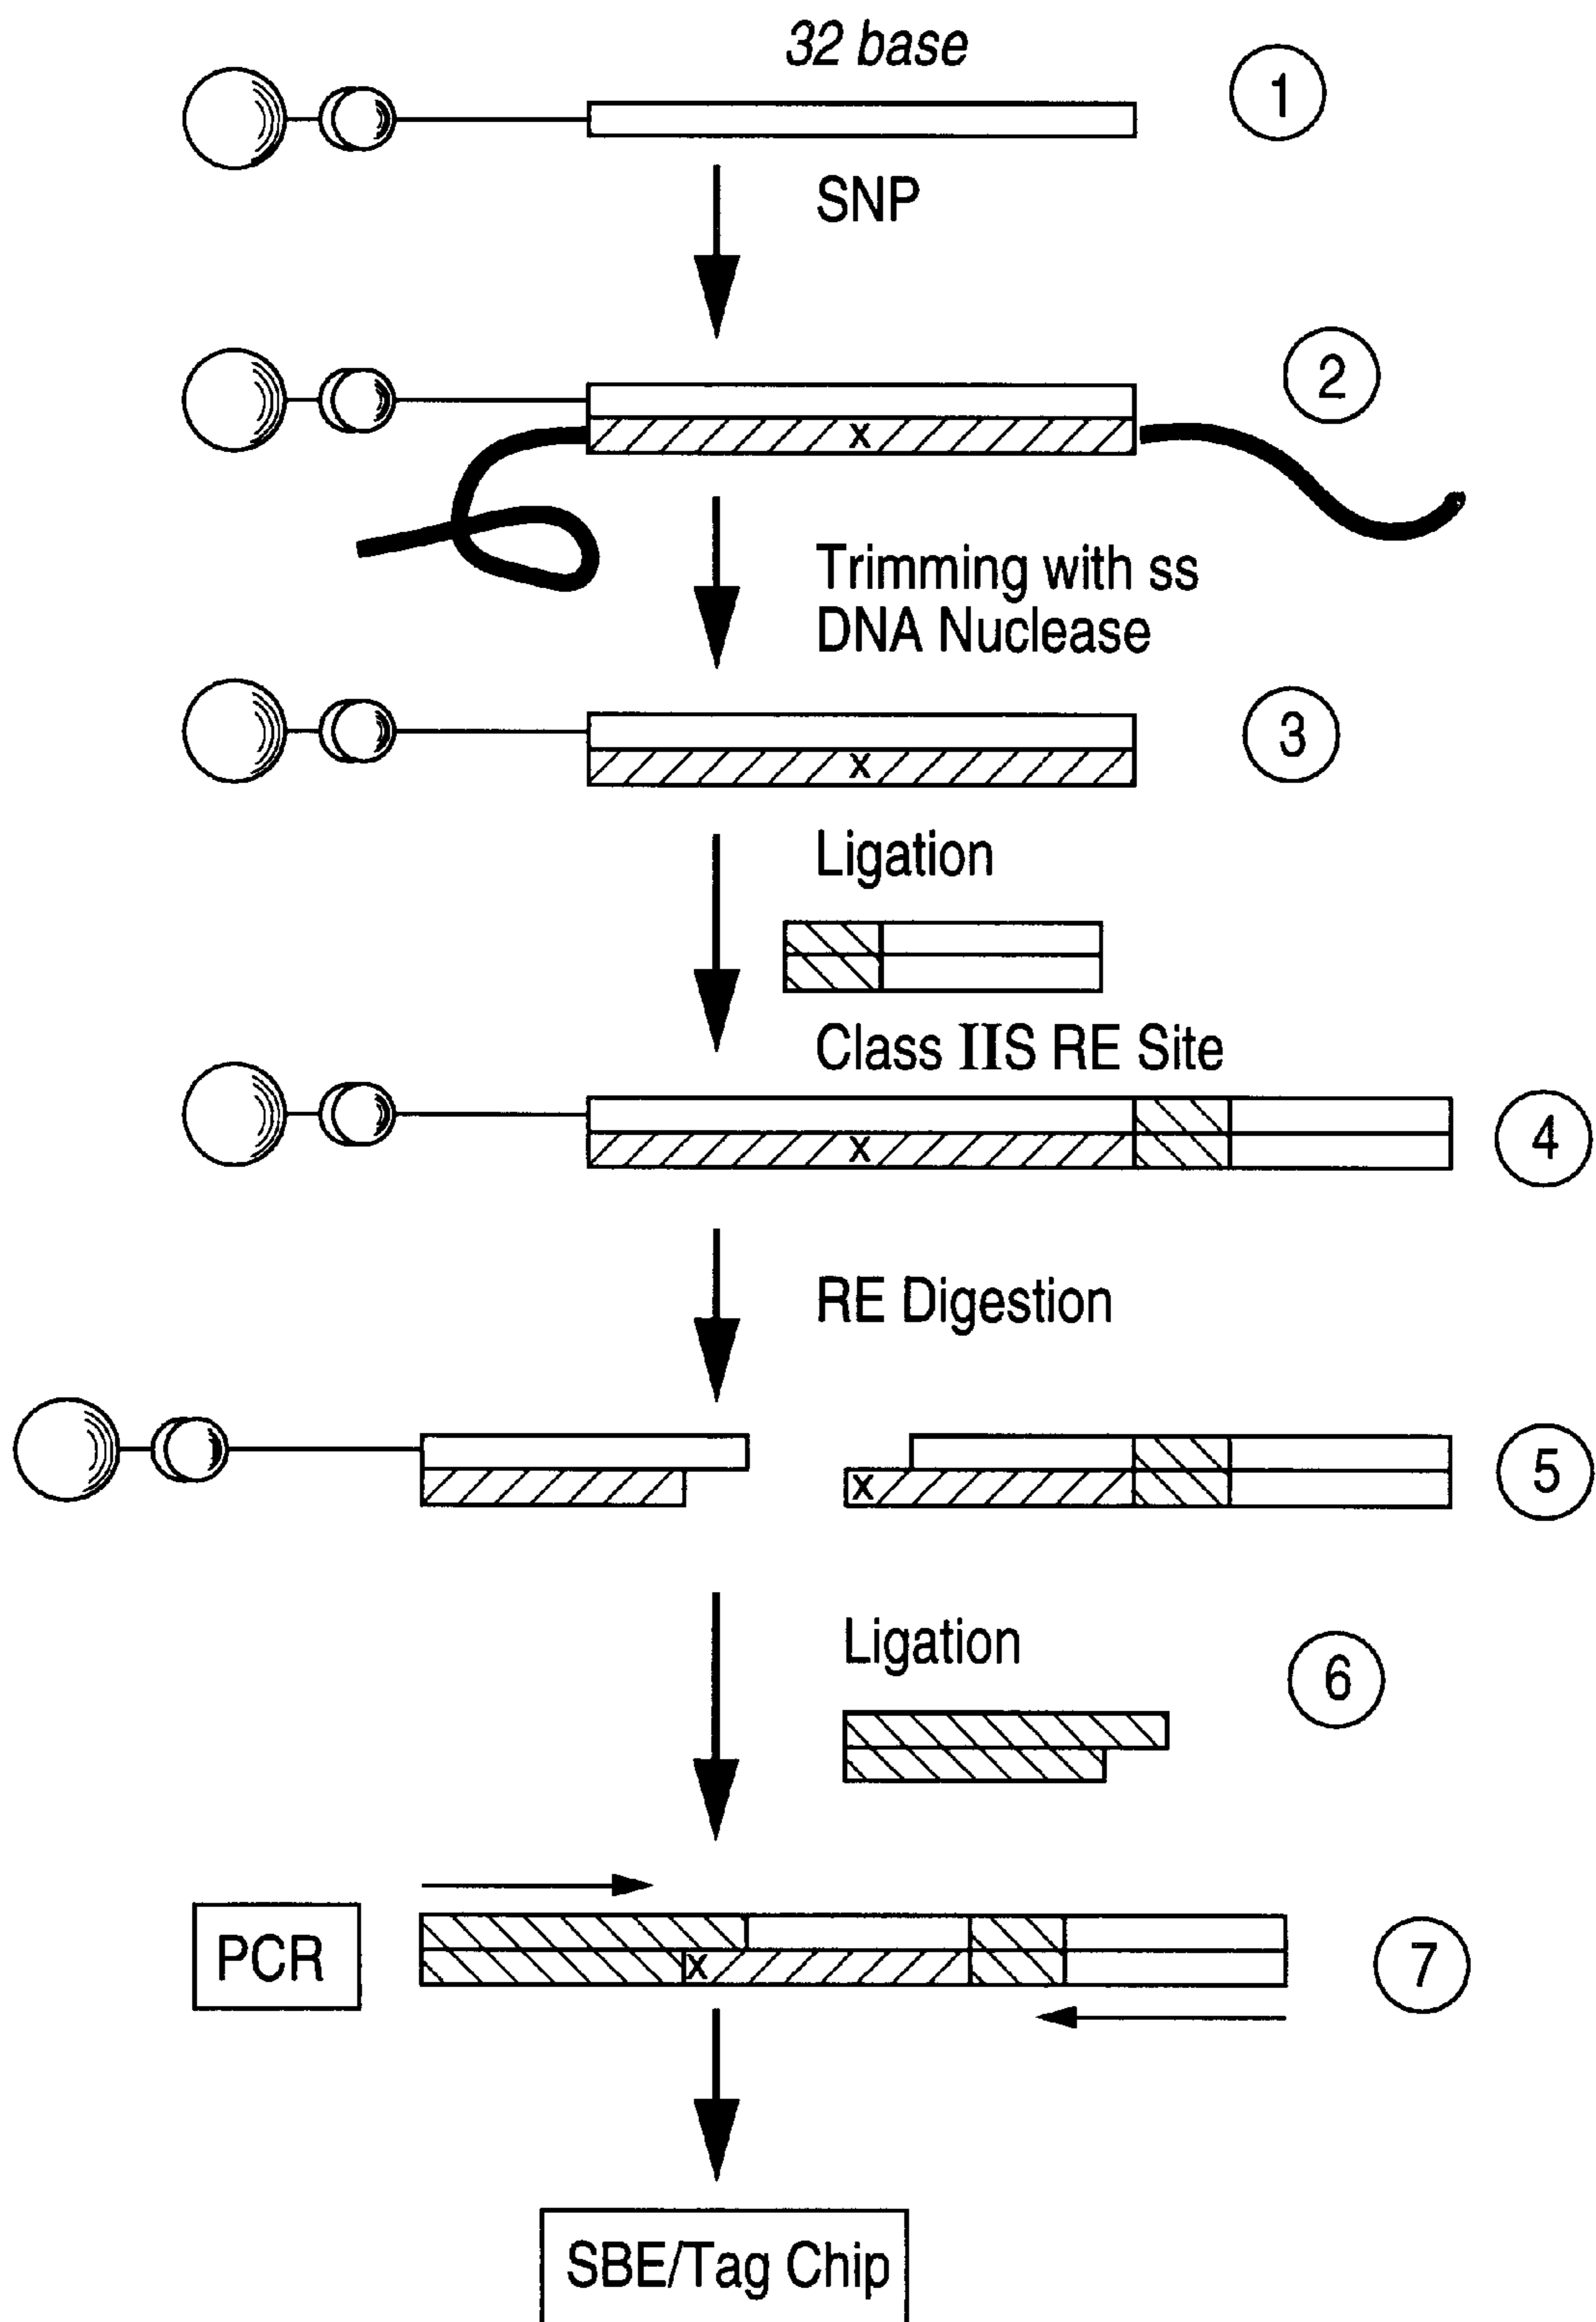 32 base
1
SNP
2
x
Trimming with ss
DNA Nuclease
3
x
Ligation
Class IIS RE Site
x
4
RE Digestion
x
5
Ligation
6
PCR
x
7
SBE/Tag Chip